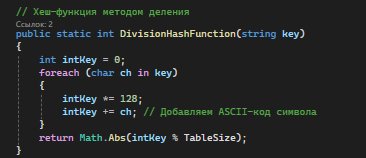 // Хеш-функция методом деления
Ссылок: 2
public static int DivisionHashFunction(string key)
{
int intKey = 0;
foreach (char ch in key)
{
intKey *= 128;
intKey += ch; // Добавляем ASCII-код символа
}
return Math.Abs(intKey % TableSize);
}